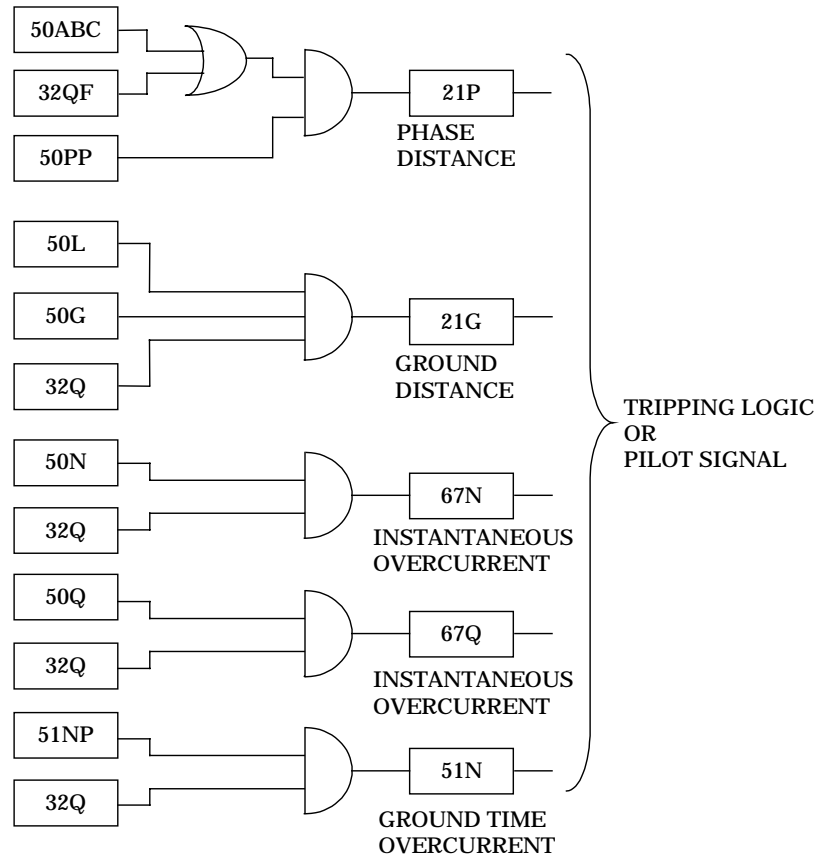 50ABC
32QF
50PP
21P
PHASE
DISTANCE
50L
50G
32Q
21G
GROUND
DISTANCE
50N
32Q
67N
INSTANTANEOUS
OVERCURRENT
50Q
32Q
67Q
INSTANTANEOUS
OVERCURRENT
51NP
32Q
51N
GROUND TIME
OVERCURRENT
TRIPPING LOGIC
OR
PILOT SIGNAL